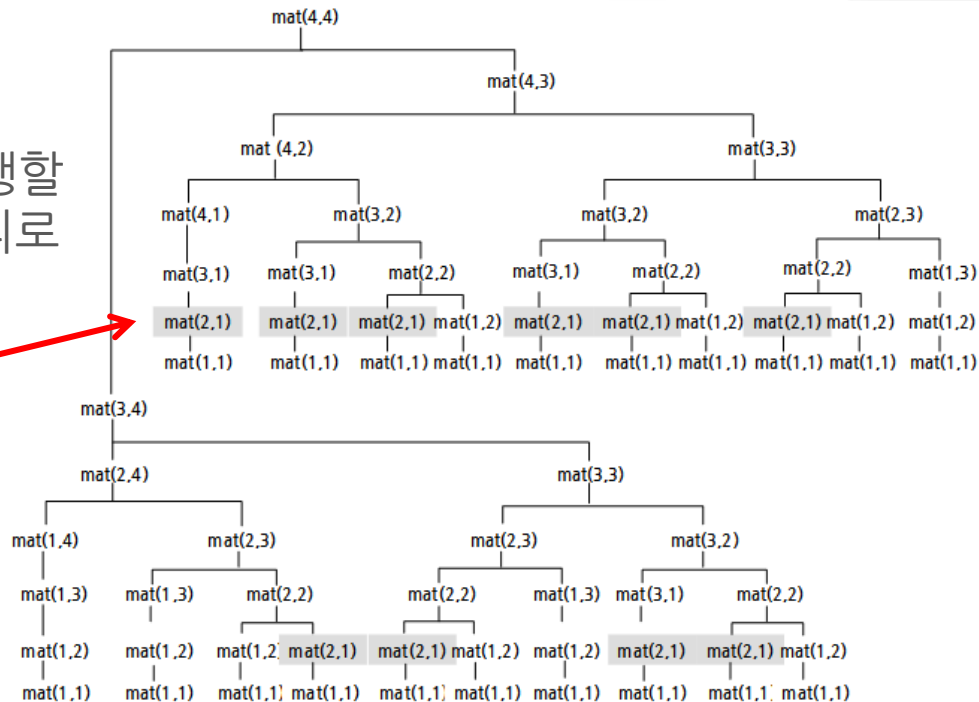 mat(4,4)
mat(4,3)
mat (4,2) mat(3,3)
행할
리로
mat(4,1) mat(3,2) mat(3,2) mat(2,3)
mat(3,1) mat(3,1) mat(2,2) mat(3,1) mat(2,2) mat(2,2) mat(1,3)
mat(2,1) mat(2,1) mat(2,1) mat(1,2) mat(2,1) mat(2,1) mat(1,2) mat(2,1) mat(1,2) mat(1,2)
mat(1,1) mat(1,1) mat(1,1) mat(1,1) mat(1,1) mat(1,1) mat(1,1) mat(1,1) mat(1,1) mat(1,1)
mat(3,4)
mat(2,4) mat(3,3)
mat(1,4) mat(2,3) mat(2,3) mat(3,2)
mat(1,3) mat(1,3) mat(2,2) mat(2,2) mat(1,3) mat(3,1) mat(2,2)
mat(1,2) mat(1,2) mat(1,2) mat(2,1) mat(2,1) mat(1,2) mat(1,2) mat(2,1) mat(2,1) mat(1,2)
mat(1,1) mat(1,1) mat(1,1) mat(1,1) mat(1,1) mat(1,1) mat(1,1) mat(1,1) mat(1,1) mat(1,1)